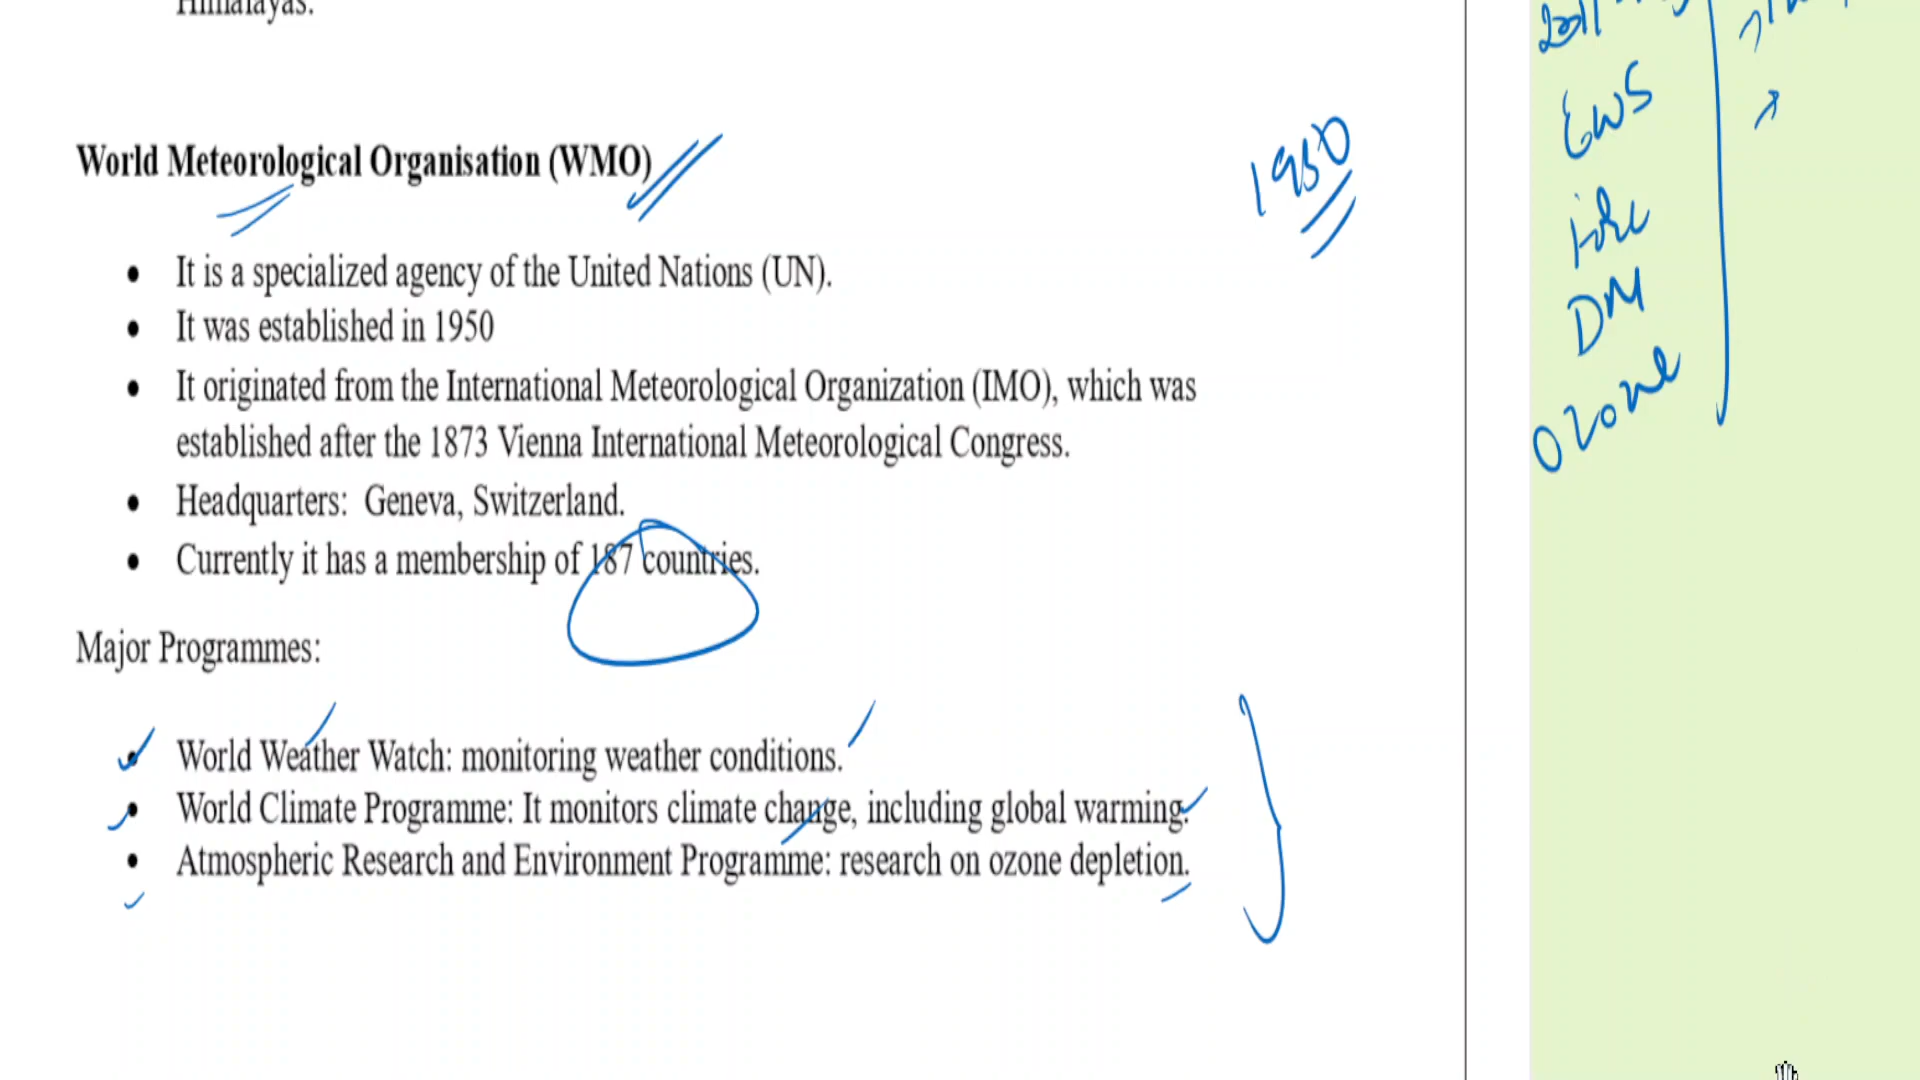 Himalayas.
World Meteorological Organisation (WMO)
1950
• It is a specialized agency of the United Nations (UN).
• It was established in 1950
• It originated from the International Meteorological Organization (IMO), which was
established after the 1873 Vienna International Meteorological Congress.
• Headquarters: Geneva, Switzerland.
• Currently it has a membership of 187 countries.
Major Programmes:
• World Weather Watch: monitoring weather conditions.
• World Climate Programme: It monitors climate change, including global warming.
• Atmospheric Research and Environment Programme: research on ozone depletion.
EWS
DM
Ozone